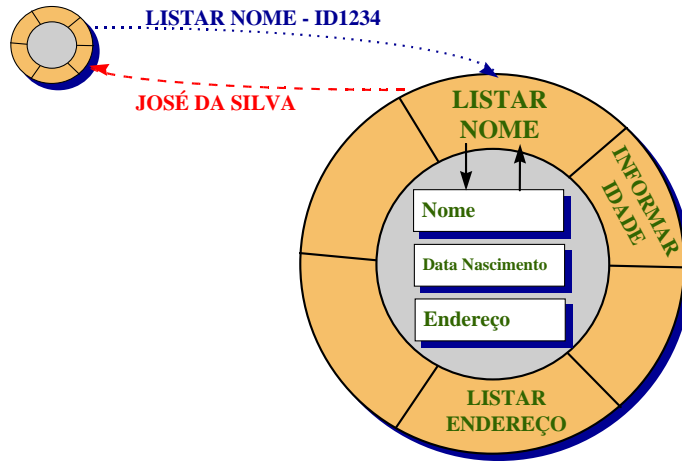 LISTAR NOME - ID1234
JOSÉ DA SILVA
LISTAR
NOME
INFORMAR
IDADE
Nome
Data Nascimento
Endereço
LISTAR
ENDEREÇO